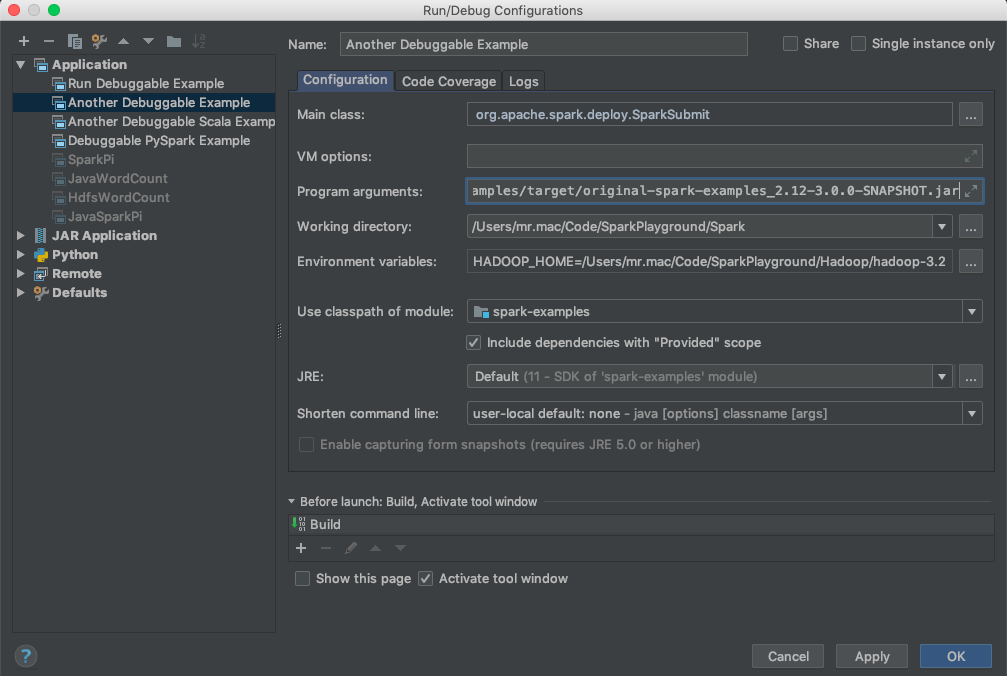 Run/Debug Configurations
Name: Another Debuggable Example
Share
Single instance only
Application
Run Debuggable Example
Another Debuggable Example
Another Debuggable Scala Examp
Debuggable PySpark Example
SparkPi
JavaWordCount
HdfsWordCount
JavaSparkPi
JAR Application
Python
Remote
Defaults
Configuration
Code Coverage
Logs
Main class: org.apache.spark.deploy.SparkSubmit ...
VM options:
Program arguments: amples/target/original-spark-examples_2.12-3.0.0-SNAPSHOT.jar
Working directory: /Users/mr.mac/Code/SparkPlayground/Spark ...
Environment variables: HADOOP_HOME=/Users/mr.mac/Code/SparkPlayground/Hadoop/hadoop-3.2 ...
Use classpath of module: spark-examples
Include dependencies with "Provided" scope
JRE: Default (11 - SDK of 'spark-examples' module) ...
Shorten command line: user-local default: none - java [options] classname [args]
Enable capturing form snapshots (requires JRE 5.0 or higher)
Before launch: Build, Activate tool window
Build
Show this page
Activate tool window
?
Cancel
Apply
OK